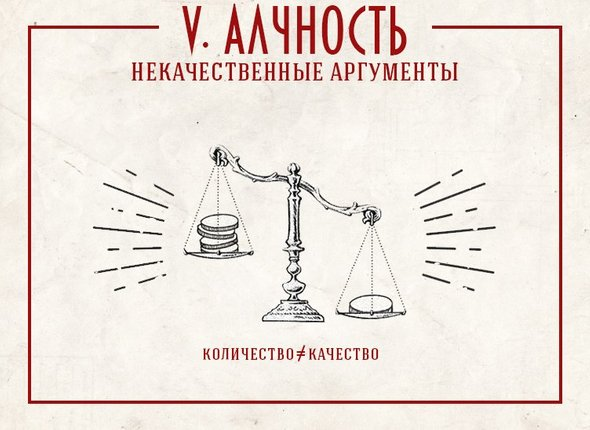 V. АЛЧНОСТЬ
НЕКАЧЕСТВЕННЫЕ АРГУМЕНТЫ
КОЛИЧЕСТВО≠КАЧЕСТВО